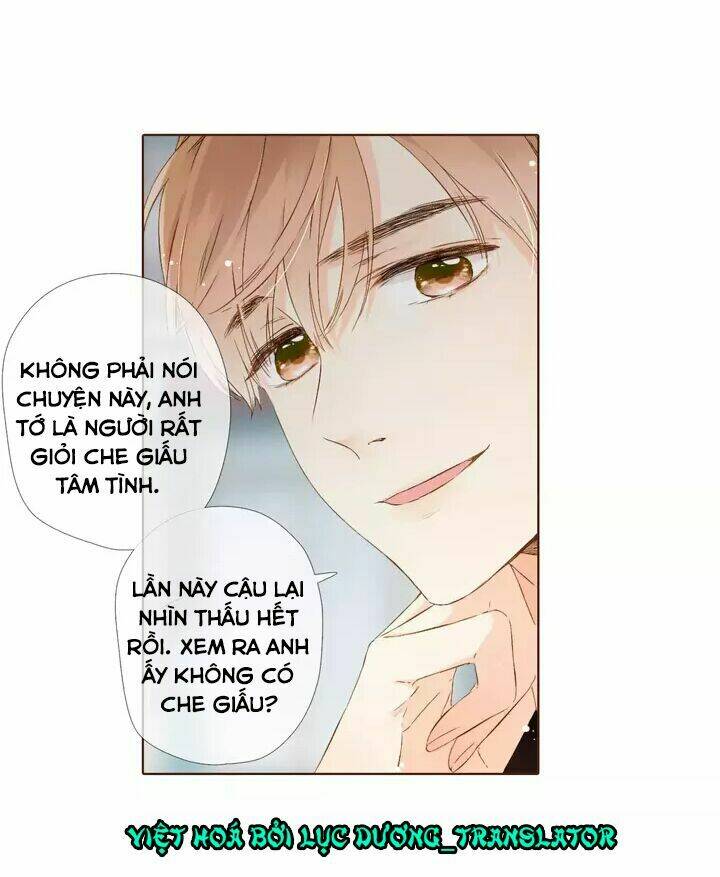 KHÔNG PHẢI NÓI
CHUYỆN NÀY, ANH
TỚ LÀ NGƯỜI RẤT
GIỎI CHE GIẤU
TÂM TÌNH.
LẦN NÀY CẬU LẠI
NHÌN THẤU HẾT
RỒI. XEM RA ANH
ẤY KHÔNG CÓ
CHE GIẤU?
VIỆT HOÁ BỞI LỤC DƯƠNG_TRANSLATOR